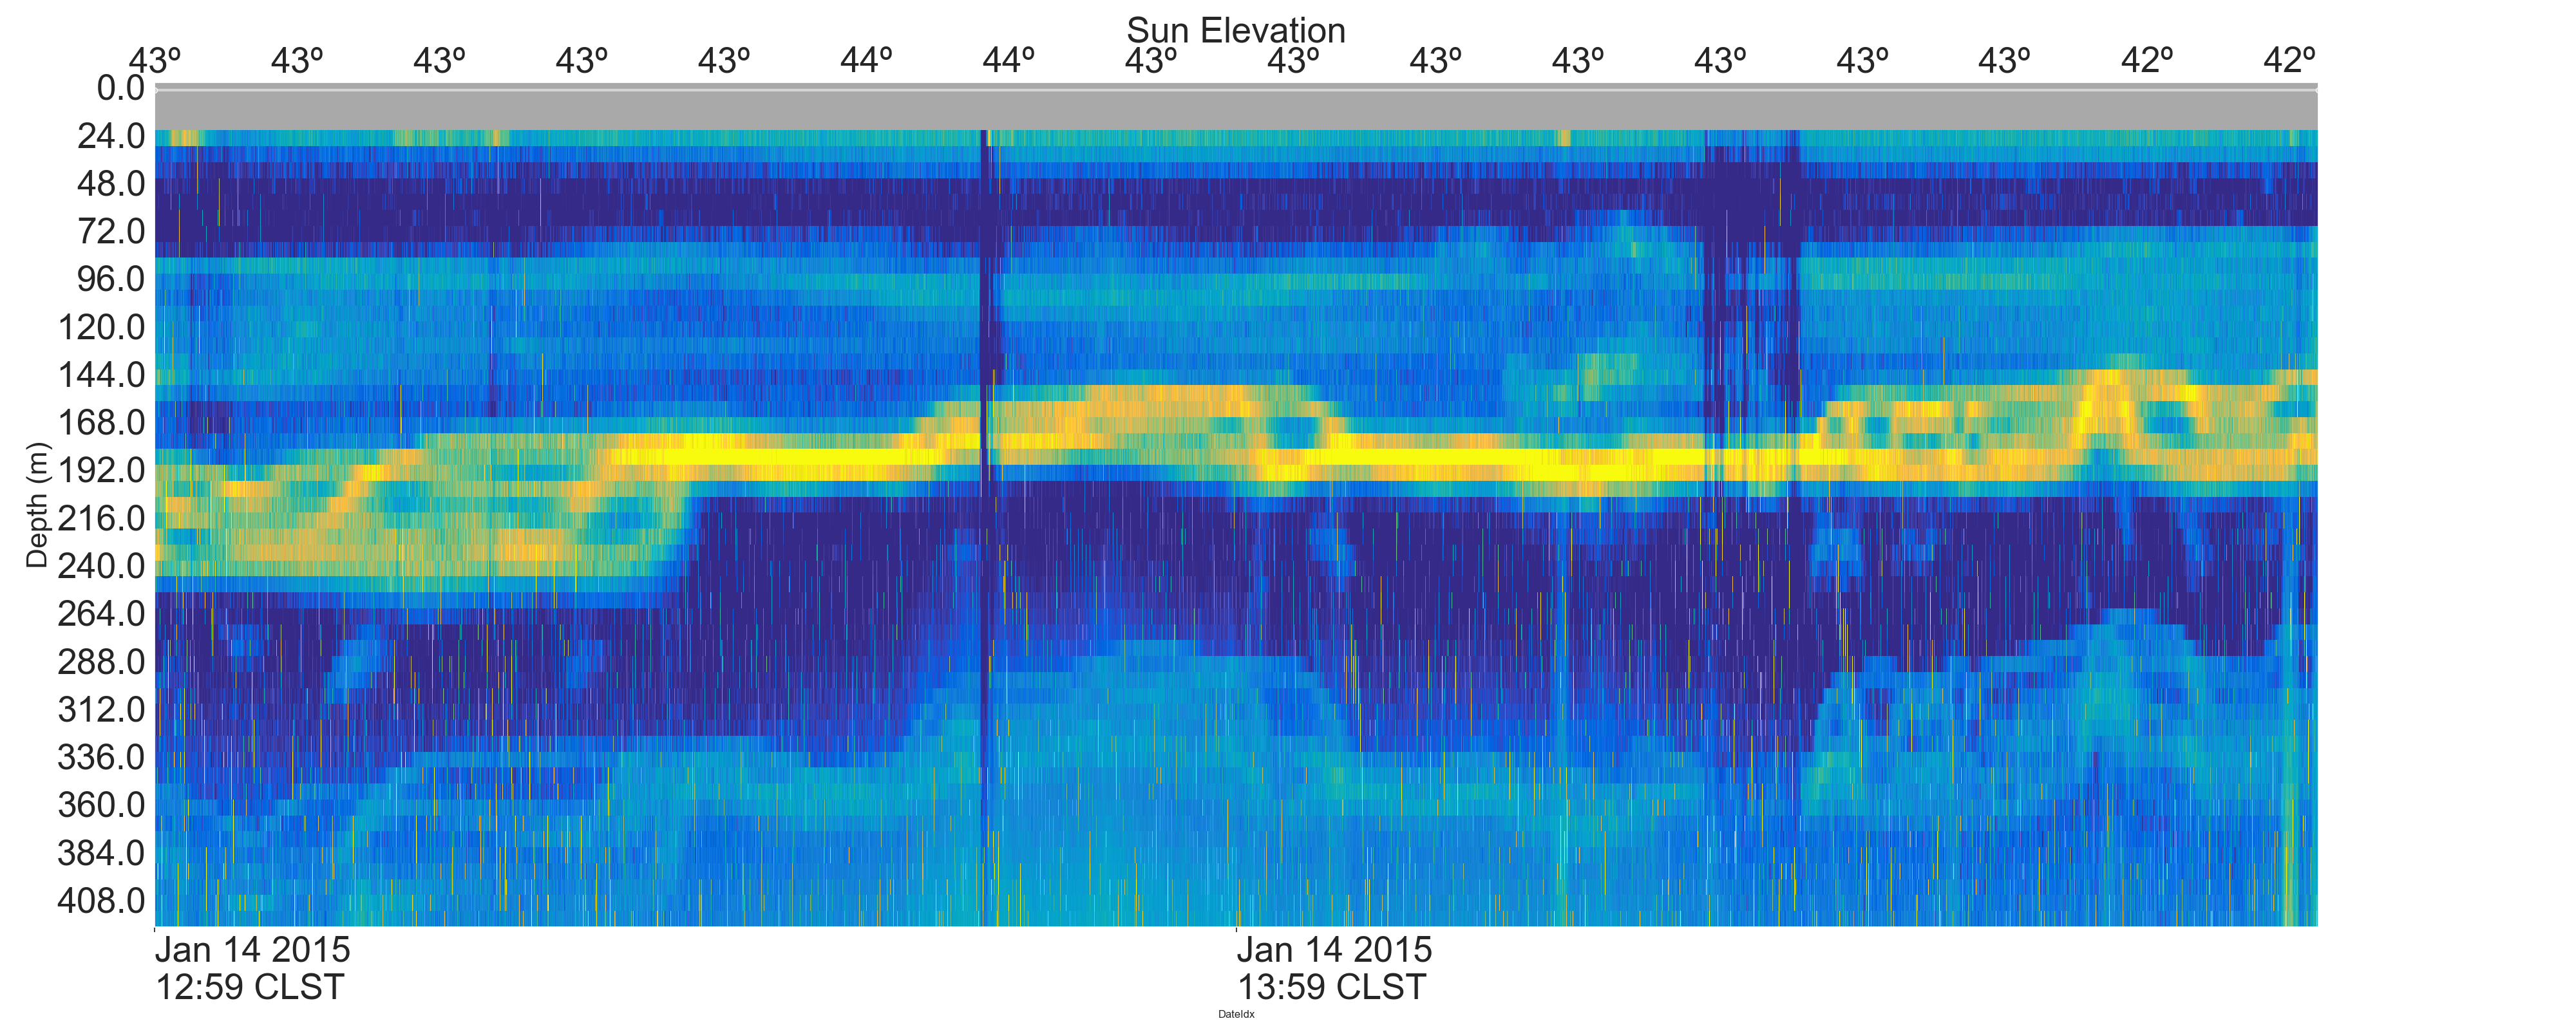 Sun Elevation
43º 43º 43º 43º 43º 44º 44º 43º 43º 43º 43º 43º 43º 43º 42º 42º
0.0
24.0
48.0
72.0
96.0
120.0
144.0
168.0
192.0
216.0
240.0
264.0
288.0
312.0
336.0
360.0
384.0
408.0
Depth (m)
Jan 14 2015
12:59 CLST
Jan 14 2015
13:59 CLST
DateIdx